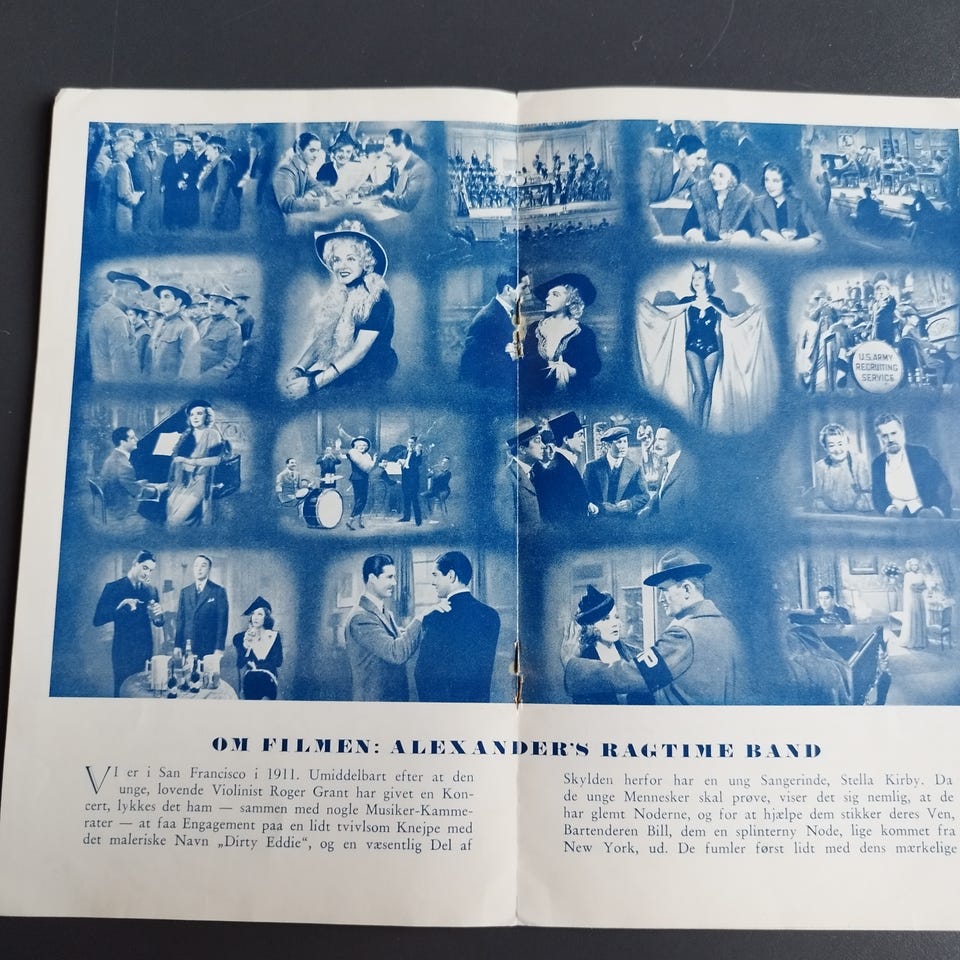 U.S. ARMY
RECRUITING
SERVICE
OM FILMEN: ALEXANDER'S RAGTIME BAND
VI er i San Francisco i 1911. Umiddelbart efter at den
unge, lovende Violinist Roger Grant har givet en Kon-
cert, lykkes det ham — sammen med nogle Musiker-Kamme-
rater — at faa Engagement paa en lidt tvivlsom Knejpe med
det maleriske Navn „Dirty Eddie“, og en væsentlig Del af
Skylden herfor har en ung Sangerinde, Stella Kirby. Da
de unge Mennesker skal prøve, viser det sig nemlig, at de
har glemt Noderne, og for at hjælpe dem stikker deres Ven,
Bartenderen Bill, dem en splinterny Node, lige kommet fra
New York, ud. De fumler først lidt med dens mærkelige